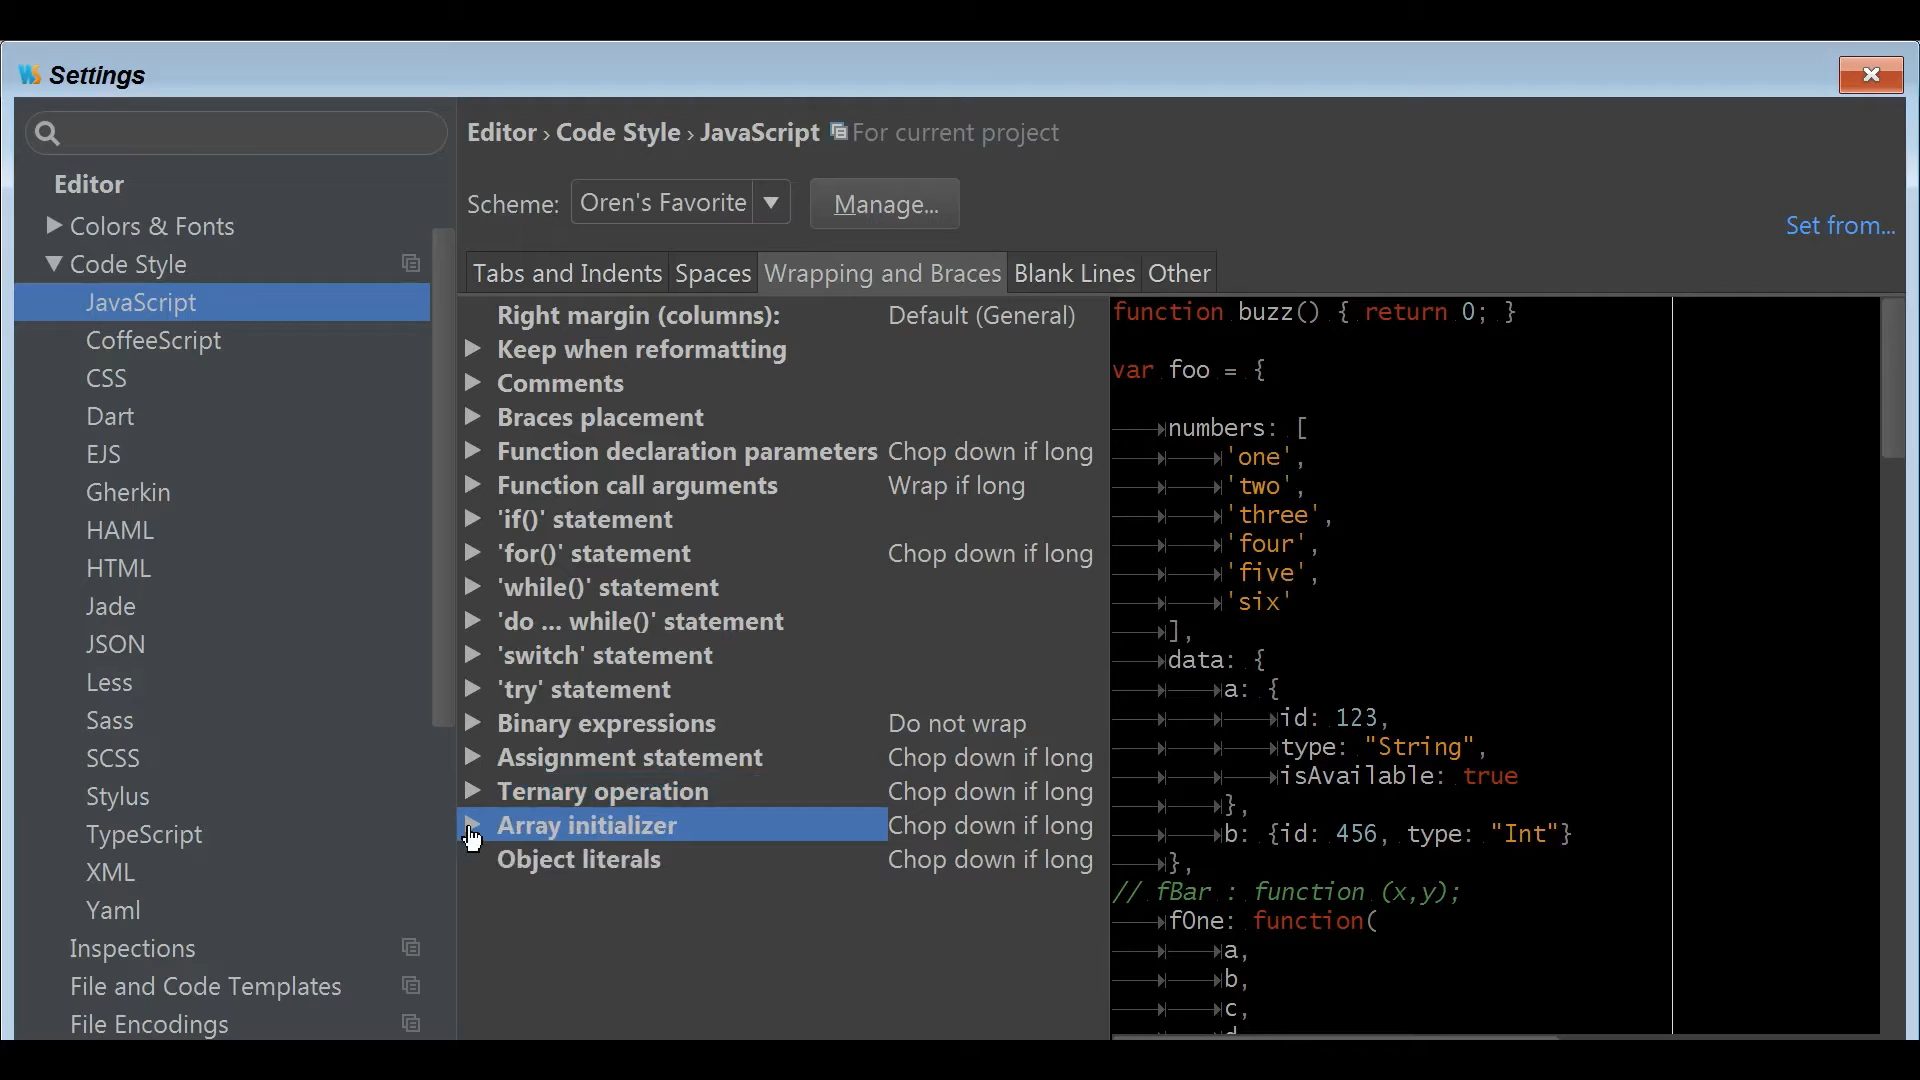 WS Settings
Editor
Colors & Fonts
Code Style
JavaScript
CoffeeScript
CSS
Dart
EJS
Gherkin
HAML
HTML
Jade
JSON
Less
Sass
SCSS
Stylus
TypeScript
XML
Yaml
Inspections
File and Code Templates
File Encodings
Editor › Code Style › JavaScript For current project
Scheme: Oren's Favorite Manage...
Set from...
Tabs and Indents Spaces Wrapping and Braces Blank Lines Other
Right margin (columns): Default (General)
Keep when reformatting
Comments
Braces placement
Function declaration parameters Chop down if long
Function call arguments Wrap if long
'if()' statement
'for()' statement Chop down if long
'while()' statement
'do ... while()' statement
'switch' statement
'try' statement
Binary expressions Do not wrap
Assignment statement Chop down if long
Ternary operation Chop down if long
Array initializer Chop down if long
Object literals Chop down if long
function buzz() { return 0; }
var foo = {
numbers: [
'one',
'two',
'three',
'four',
'five',
'six'
],
data: {
a: {
id: 123,
type: "String",
isAvailable: true
},
b: {id: 456, type: "Int"}
},
// fBar : function (x,y);
fOne: function(
a,
b,
c,